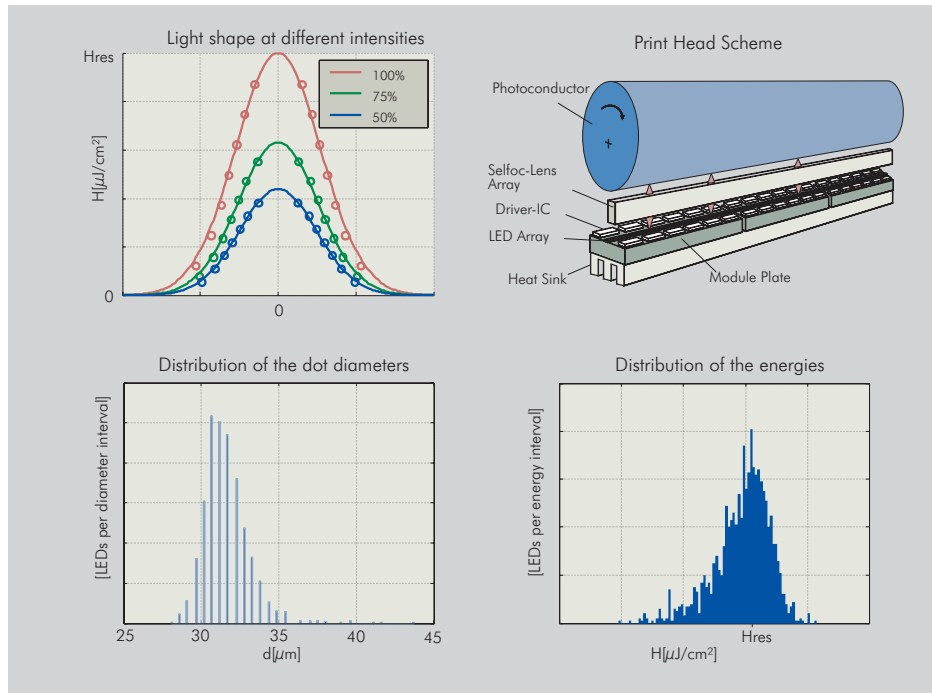 Light shape at different intensities
Hres
H[µJ/cm²]
0
0
100%
75%
50%
Print Head Scheme
Photoconductor
Selfoc-Lens
Array
Driver-IC
LED Array
Heat Sink
Module Plate
Distribution of the dot diameters
[LEDs per diameter interval]
25 30 35 40 45
d[µm]
Distribution of the energies
[LEDs per energy interval]
Hres
H[µJ/cm²]